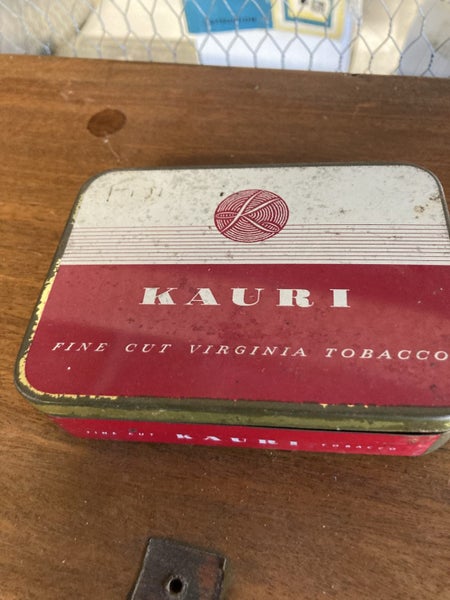 K
KAURI
FINE CUT VIRGINIA TOBACCO
FINE CUT KAURI TOBACCO